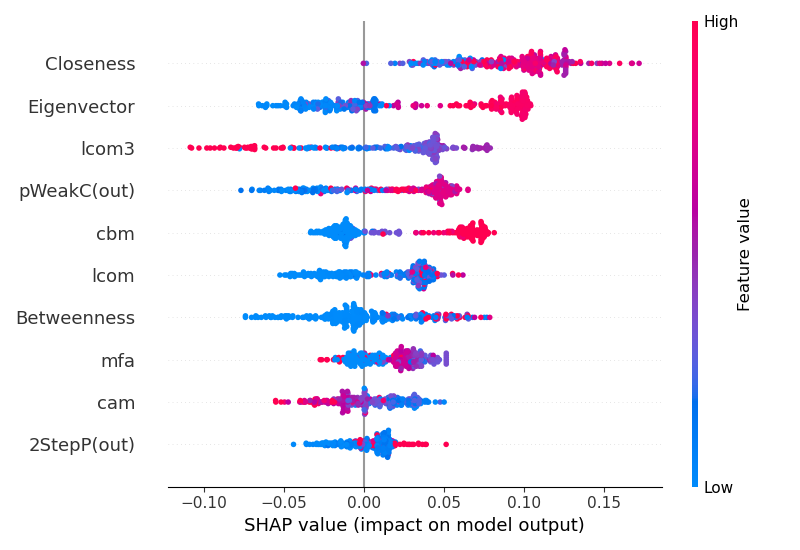 High
Closeness
Eigenvector
lcom3
pWeakC(out)
cbm
lcom
Betweenness
mfa
cam
2StepP(out)
Feature value
Low
−0.10 −0.05 0.00 0.05 0.10 0.15
SHAP value (impact on model output)